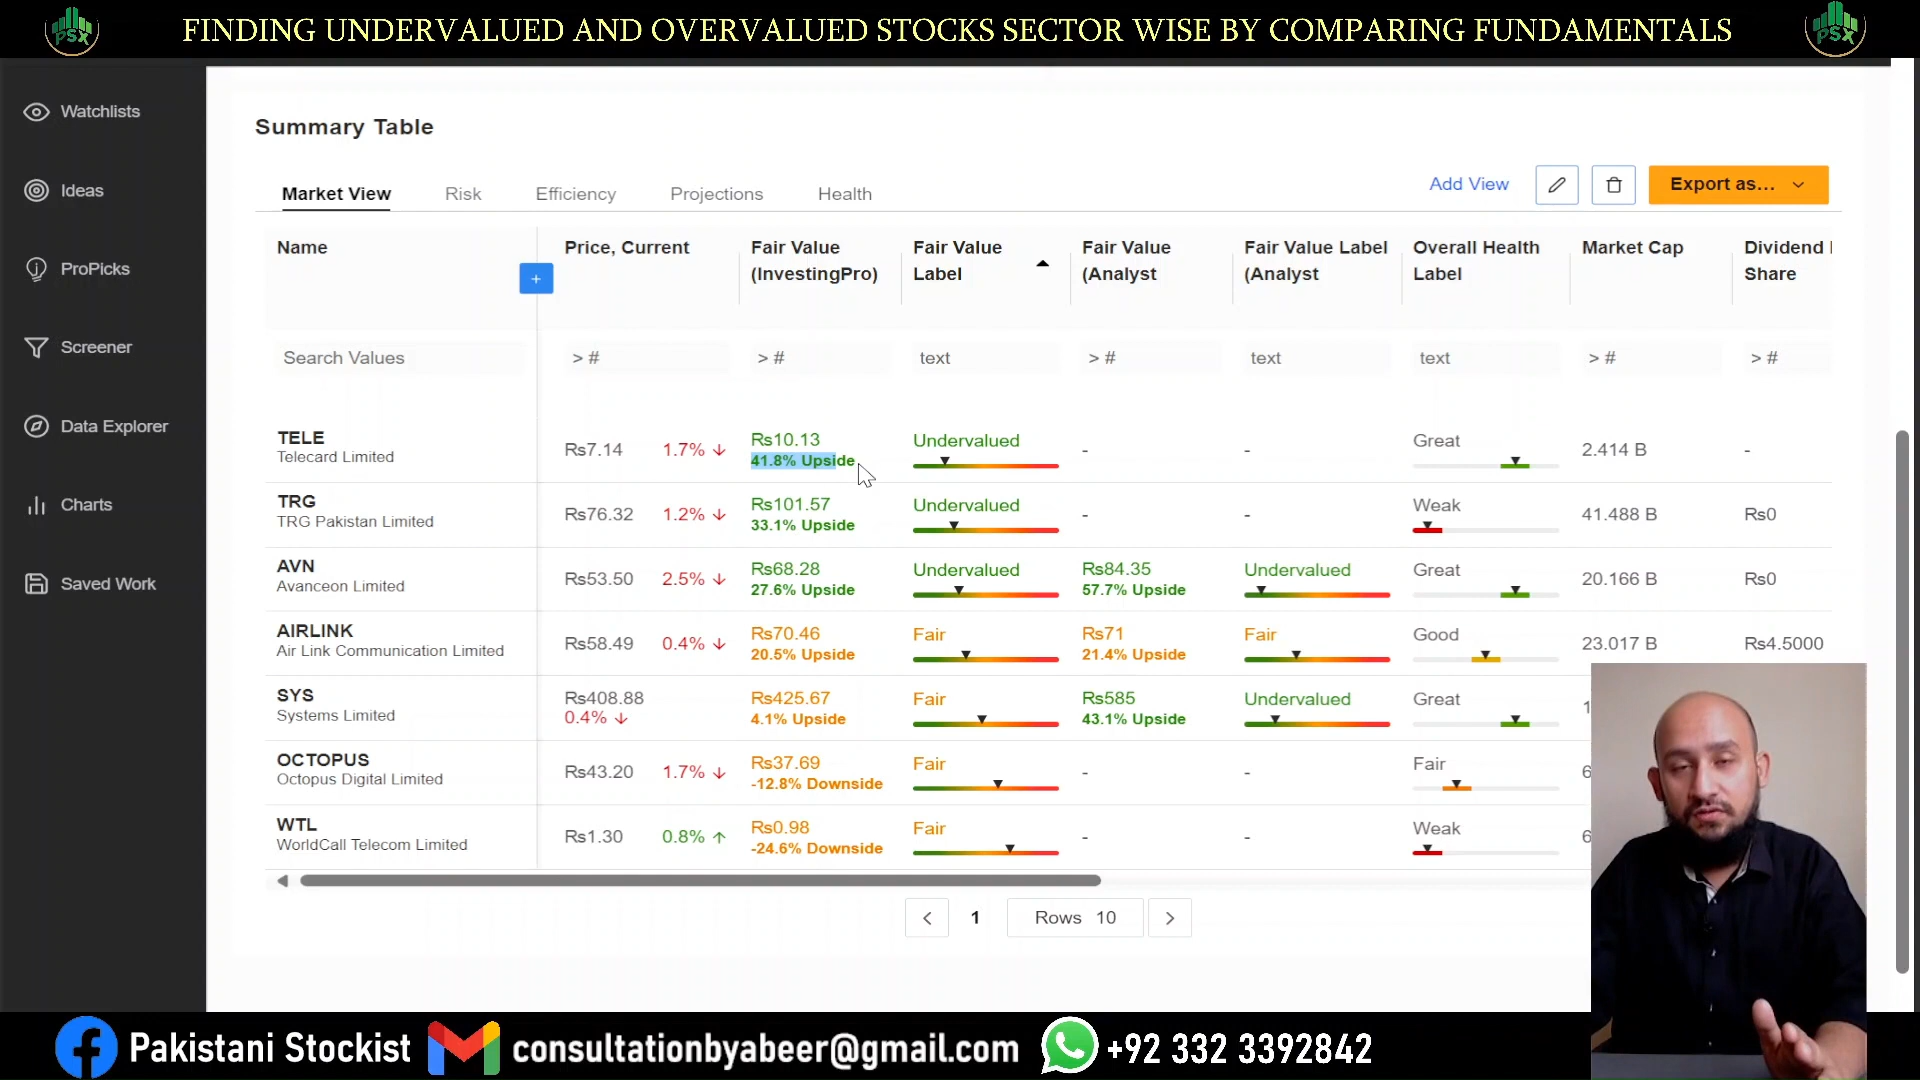 PSX
FINDING UNDERVALUED AND OVERVALUED STOCKS SECTOR WISE BY COMPARING FUNDAMENTALS
PSX
Watchlists
Ideas
ProPicks
Screener
Data Explorer
Charts
Saved Work
Summary Table
Market View Risk Efficiency Projections Health
Add View Export as...
Name Price, Current Fair Value (InvestingPro) Fair Value Label Fair Value (Analyst Fair Value Label (Analyst Overall Health Label Market Cap Dividend Share
+
Search Values > # > # text > # text text > # > #
TELE
Telecard Limited
Rs7.14 1.7% ↓ Rs10.13 41.8% Upside Undervalued - - Great 2.414 B -
TRG
TRG Pakistan Limited
Rs76.32 1.2% ↓ Rs101.57 33.1% Upside Undervalued - - Weak 41.488 B Rs0
AVN
Avanceon Limited
Rs53.50 2.5% ↓ Rs68.28 27.6% Upside Undervalued Rs84.35 57.7% Upside Undervalued Great 20.166 B Rs0
AIRLINK
Air Link Communication Limited
Rs58.49 0.4% ↓ Rs70.46 20.5% Upside Fair Rs71 21.4% Upside Fair Good 23.017 B Rs4.5000
SYS
Systems Limited
Rs408.88 0.4% ↓ Rs425.67 4.1% Upside Fair Rs585 43.1% Upside Undervalued Great
OCTOPUS
Octopus Digital Limited
Rs43.20 1.7% ↓ Rs37.69 -12.8% Downside Fair - - Fair
WTL
WorldCall Telecom Limited
Rs1.30 0.8% ↑ Rs0.98 -24.6% Downside Fair - - Weak
< 1 Rows 10 >
Pakistani Stockist consultationbyabeer@gmail.com +92 332 3392842